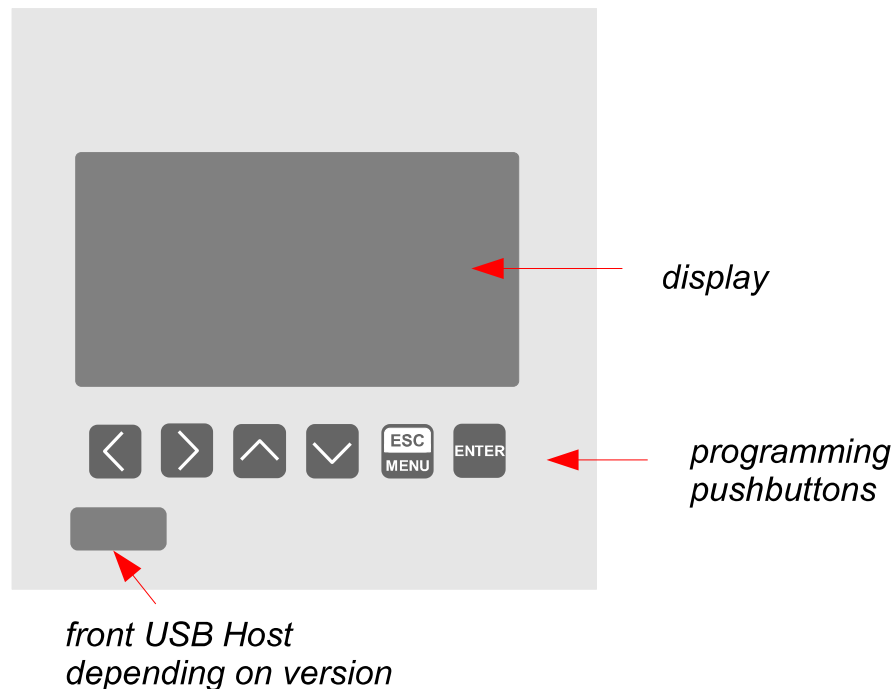 display
ESC
MENU
ENTER
programming
pushbuttons
front USB Host
depending on version